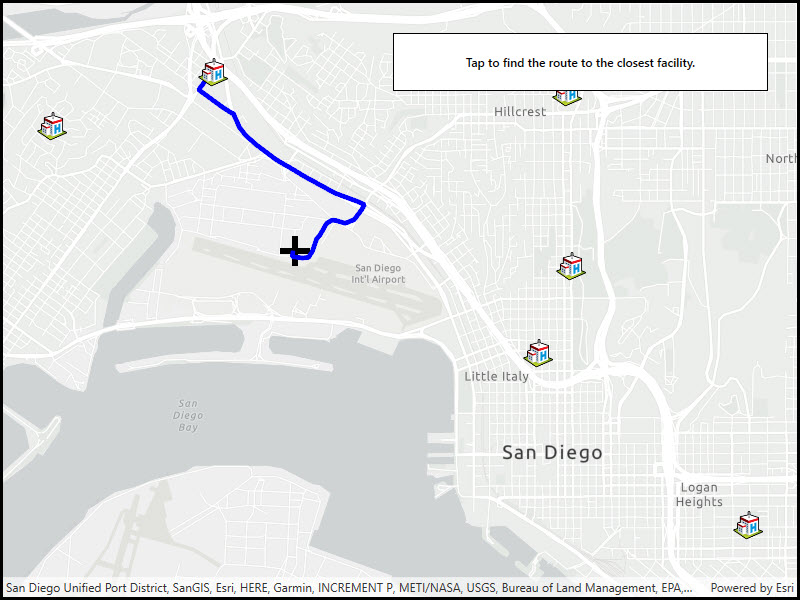 Tap to find the route to the closest facility.
Hillcrest
North
San Diego
Int'l Airport
Little Italy
San
Diego
Bay
San Diego
Logan
Heights
San Diego Unified Port District, SanGIS, Esri, HERE, Garmin, INCREMENT P, METI/NASA, USGS, Bureau of Land Management, EPA,... Powered by Esri